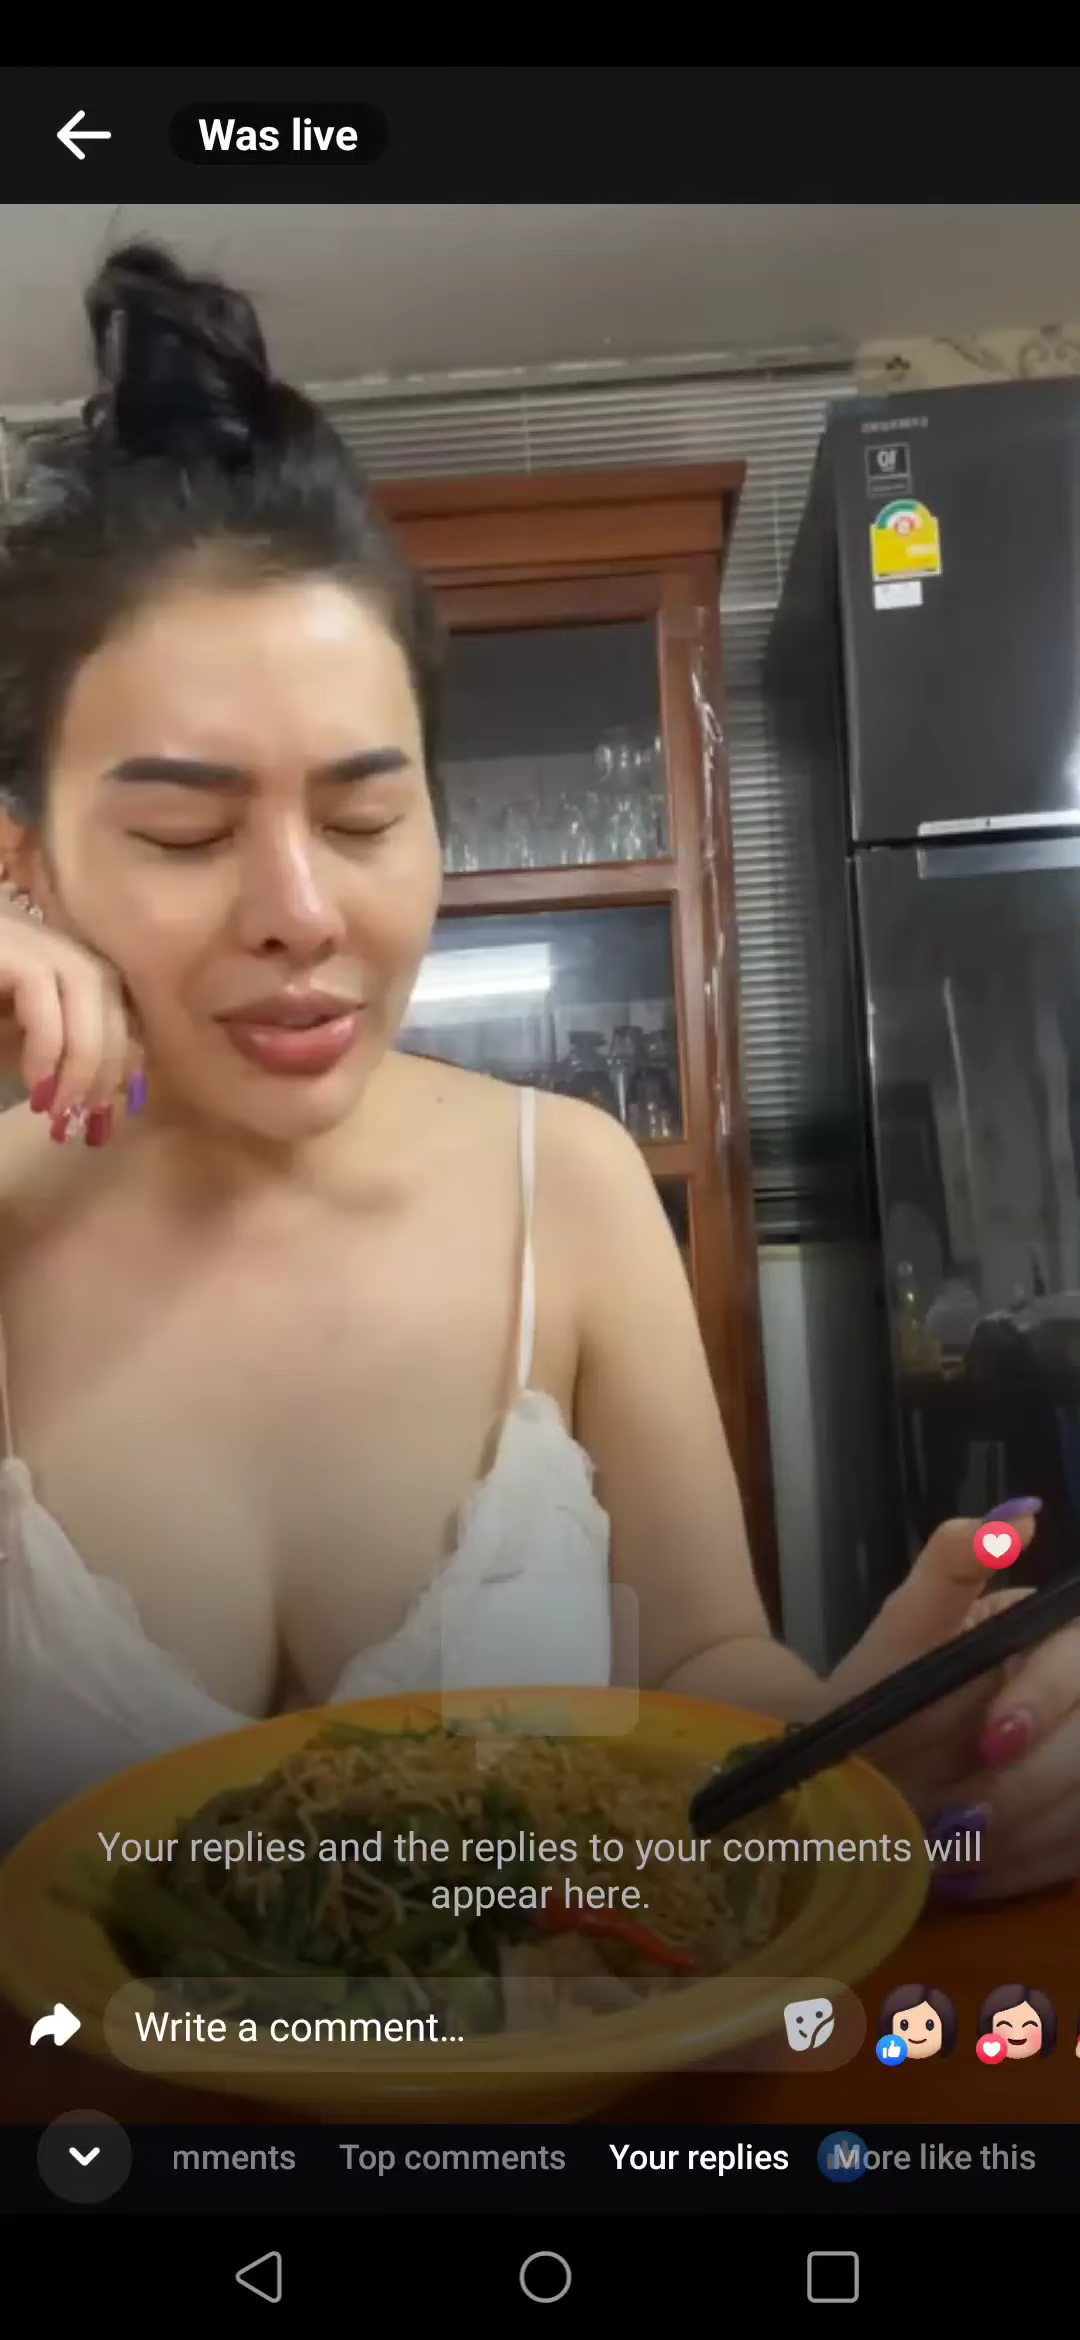 Was live
Your replies and the replies to your comments will
appear here.
Write a comment...
mments
Top comments
Your replies
More like this